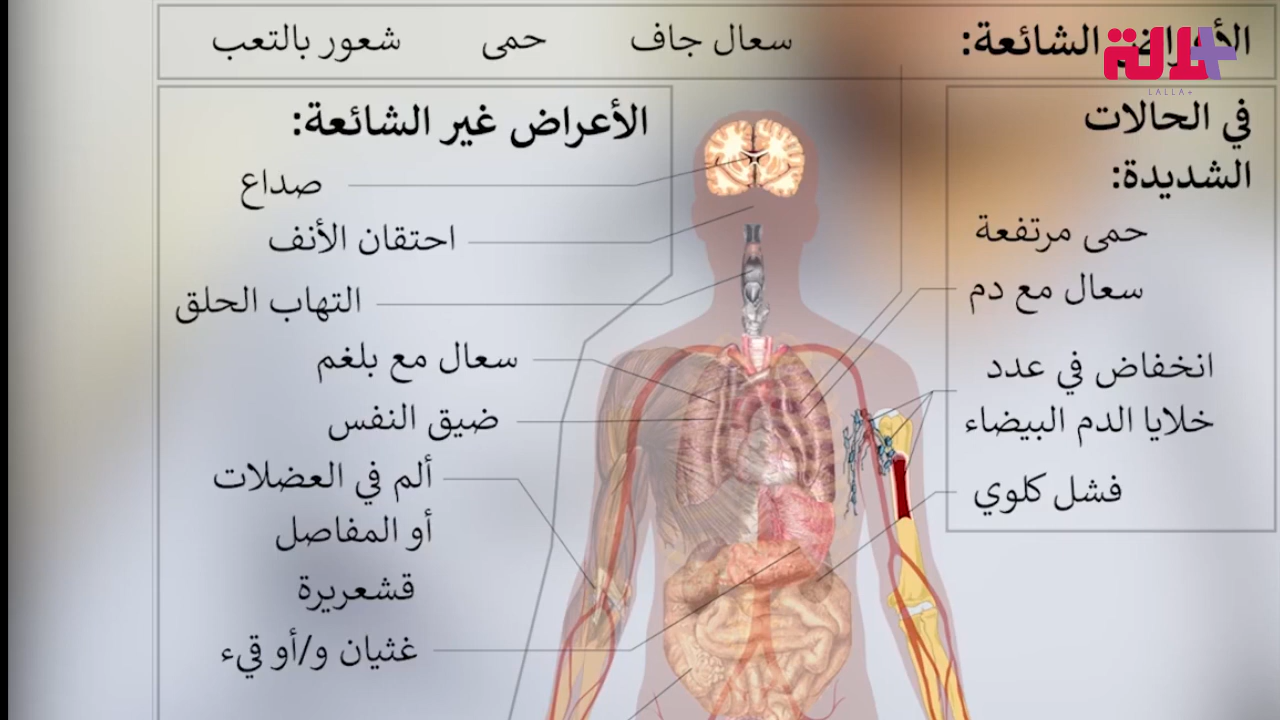 الأعراض الشائعة: سعال جاف حمى شعور بالتعب
لالة+
LALLA+
في الحالات
الشديدة:
حمى مرتفعة
سعال مع دم
انخفاض في عدد
خلايا الدم البيضاء
فشل كلوي
الأعراض غير الشائعة:
صداع
احتقان الأنف
التهاب الحلق
سعال مع بلغم
ضيق النفس
ألم في العضلات
أو المفاصل
قشعريرة
غثيان و/أو قيء